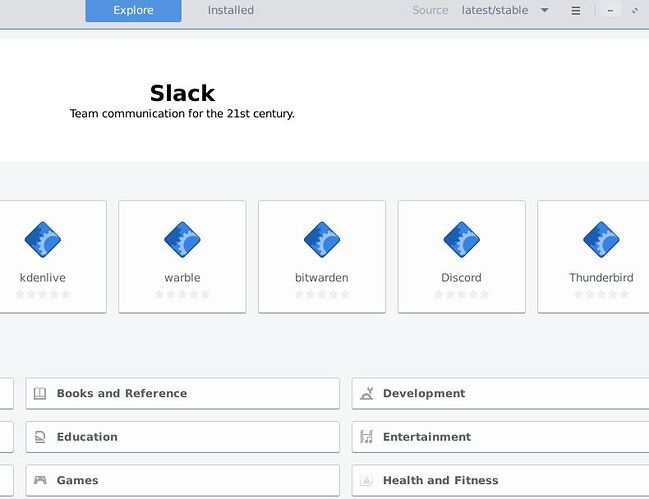 Explore Installed Source latest/stable
Slack
Team communication for the 21st century.
kdenlive warble bitwarden Discord Thunderbird
Books and Reference Development
Education Entertainment
Games Health and Fitness